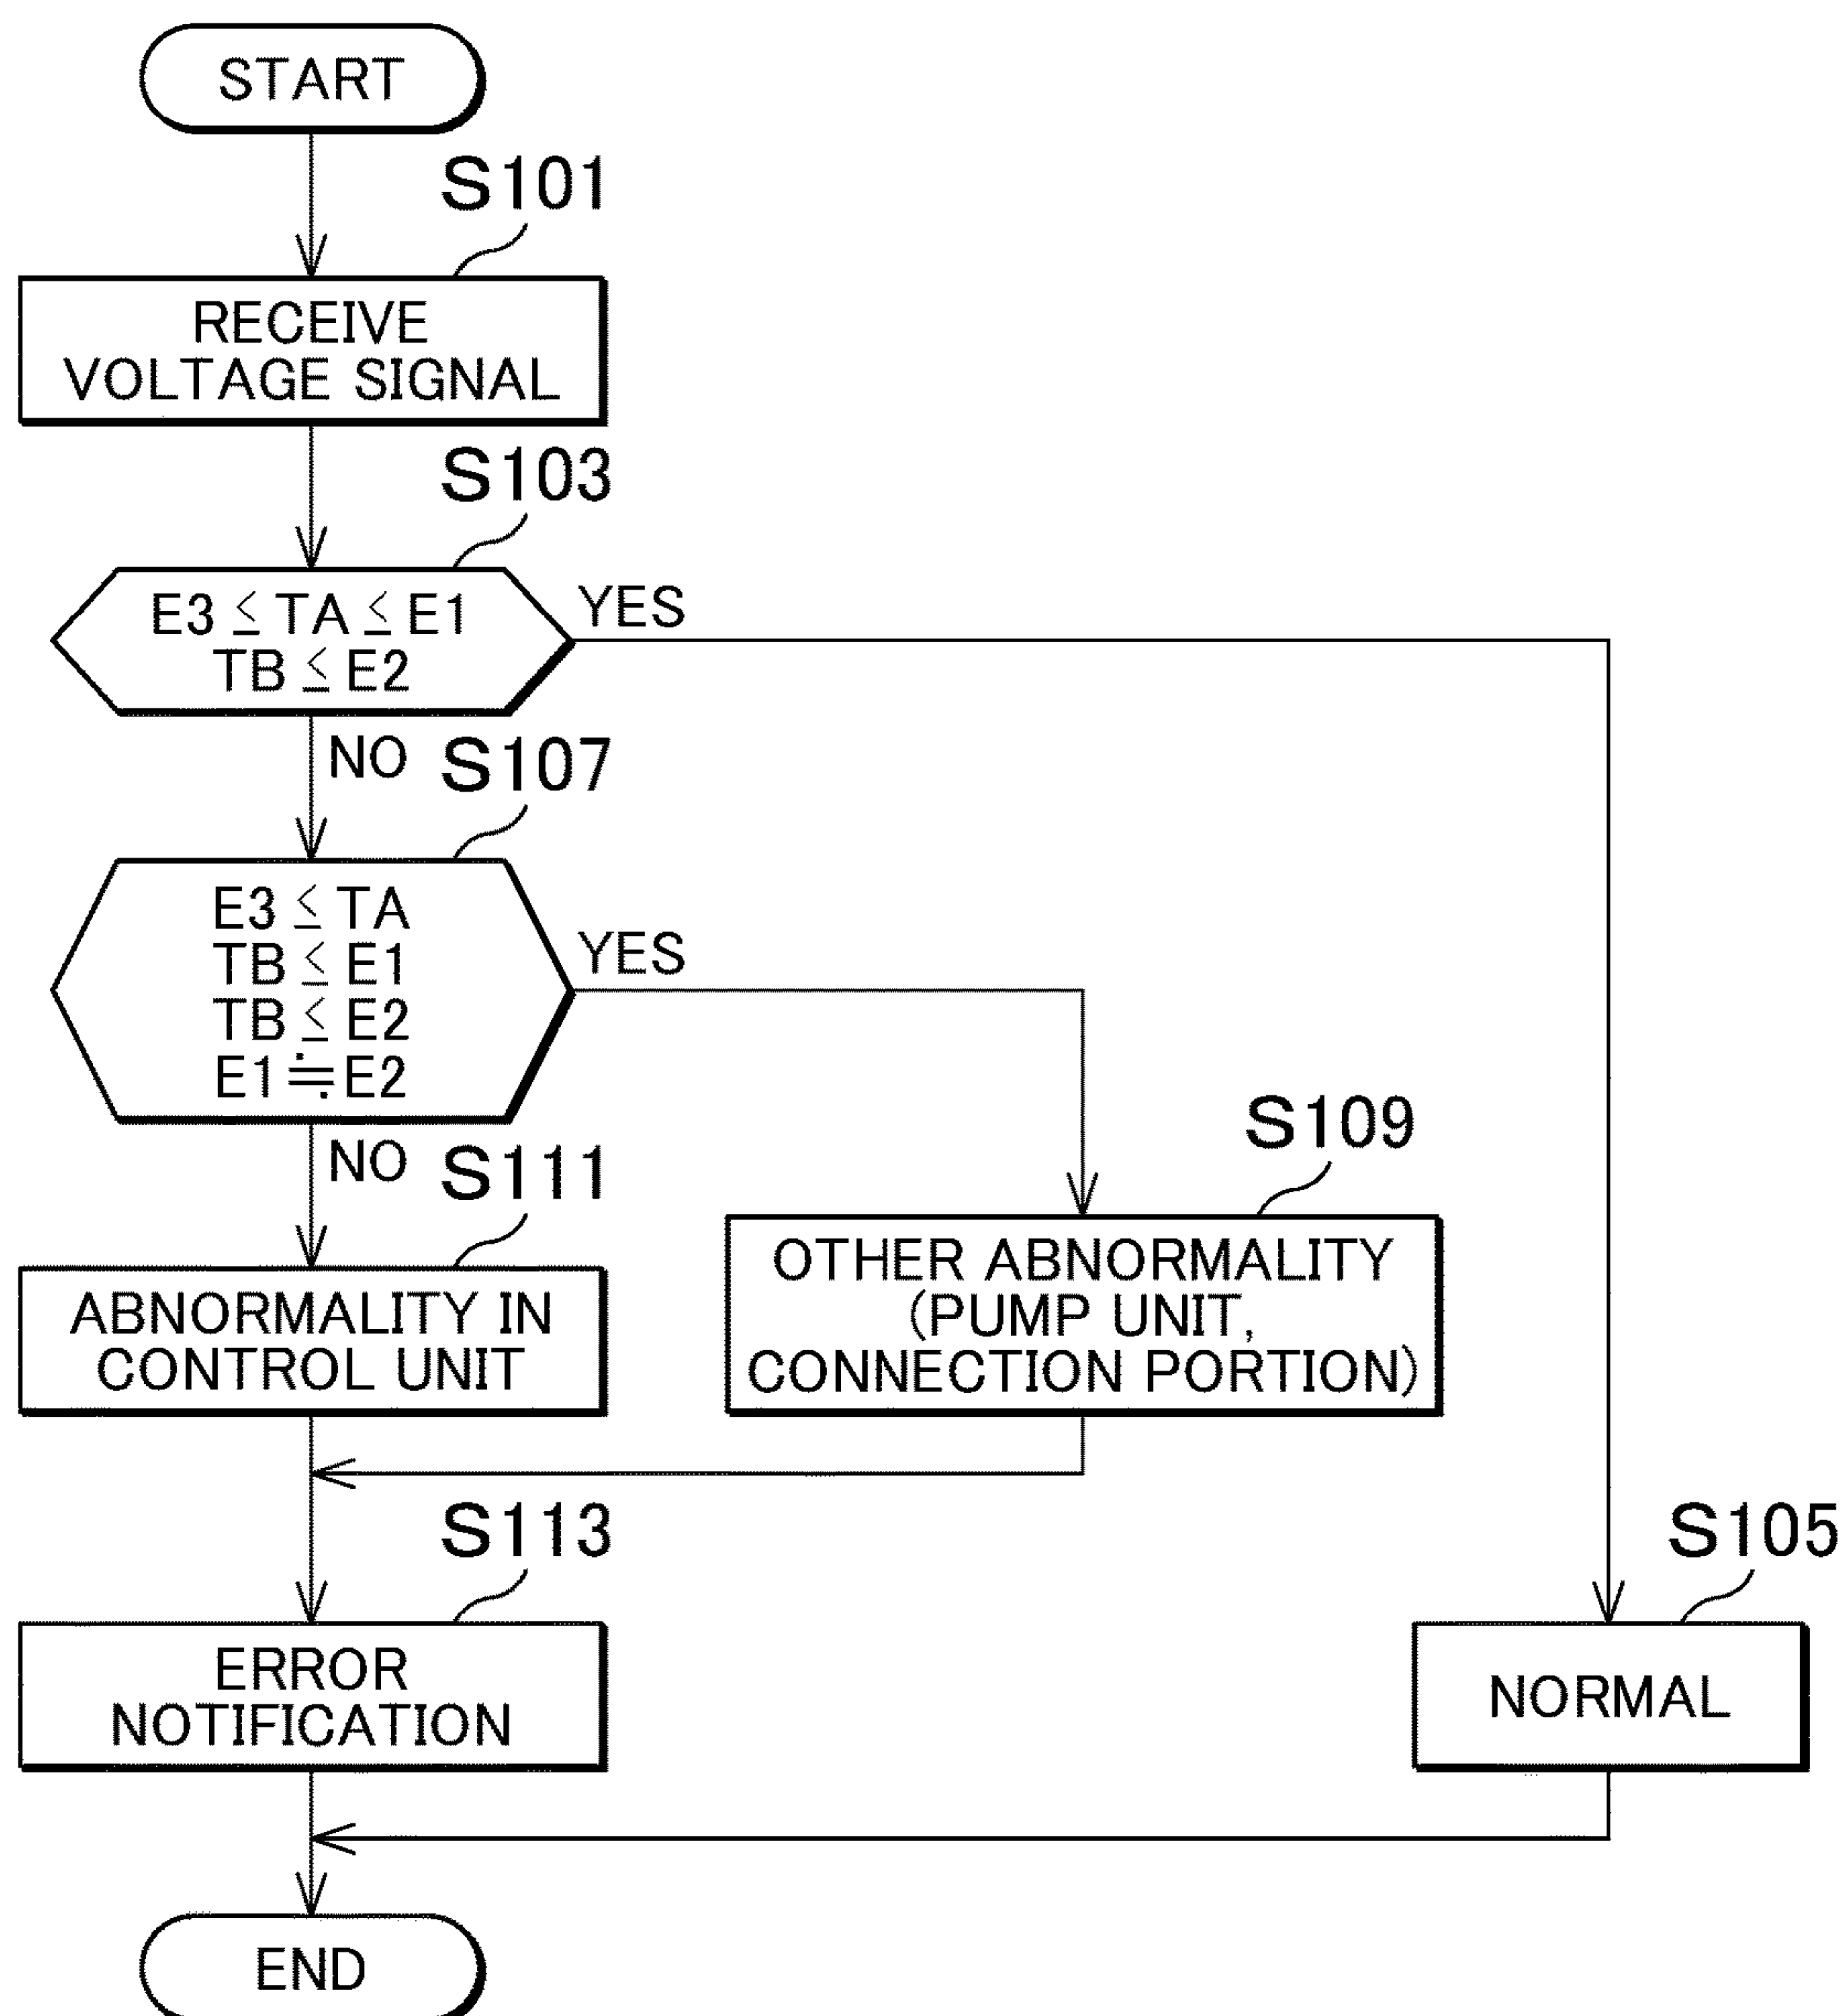 START
S101
RECEIVE
VOLTAGE SIGNAL
S103
E3 ≦ TA ≦ E1
TB ≦ E2
YES
NO
S107
E3 ≦ TA
TB ≦ E1
TB ≦ E2
E1 ≒ E2
YES
NO
S109
OTHER ABNORMALITY
(PUMP UNIT,
CONNECTION PORTION)
S111
ABNORMALITY IN
CONTROL UNIT
S113
ERROR
NOTIFICATION
S105
NORMAL
END